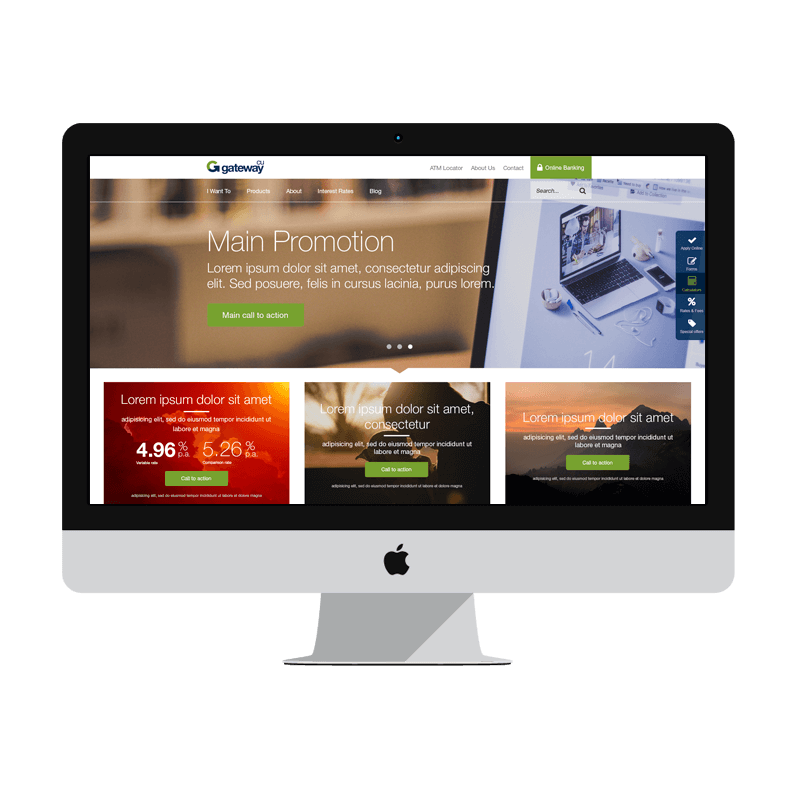 gateway CU
ATM Locator About Us Contact Online Banking
I Want To Products About Interest Rates Blog
Search...
Main Promotion
Lorem ipsum dolor sit amet, consectetur adipiscing
elit. Sed posuere, felis in cursus lacinia, purus lorem.
Main call to action
Apply Online
Forms
Calculators
Rates & Fees
Special offers
Lorem ipsum dolor sit amet
adipisicing elit, sed do eiusmod tempor incididunt ut
labore et magna
4.96 % p.a.
Variable rate
5.26 % p.a.
Comparison rate
Call to action
adipisicing elit, sed do eiusmod tempor incididunt ut labore et dolore magna
Lorem ipsum dolor sit amet,
consectetur
adipisicing elit, sed do eiusmod tempor incididunt ut
labore et magna
Call to action
adipisicing elit, sed do eiusmod tempor incididunt ut labore et dolore magna
Lorem ipsum dolor sit amet
adipisicing elit, sed do eiusmod tempor incididunt ut
labore et magna
Call to action
adipisicing elit, sed do eiusmod tempor incididunt ut labore et dolore magna